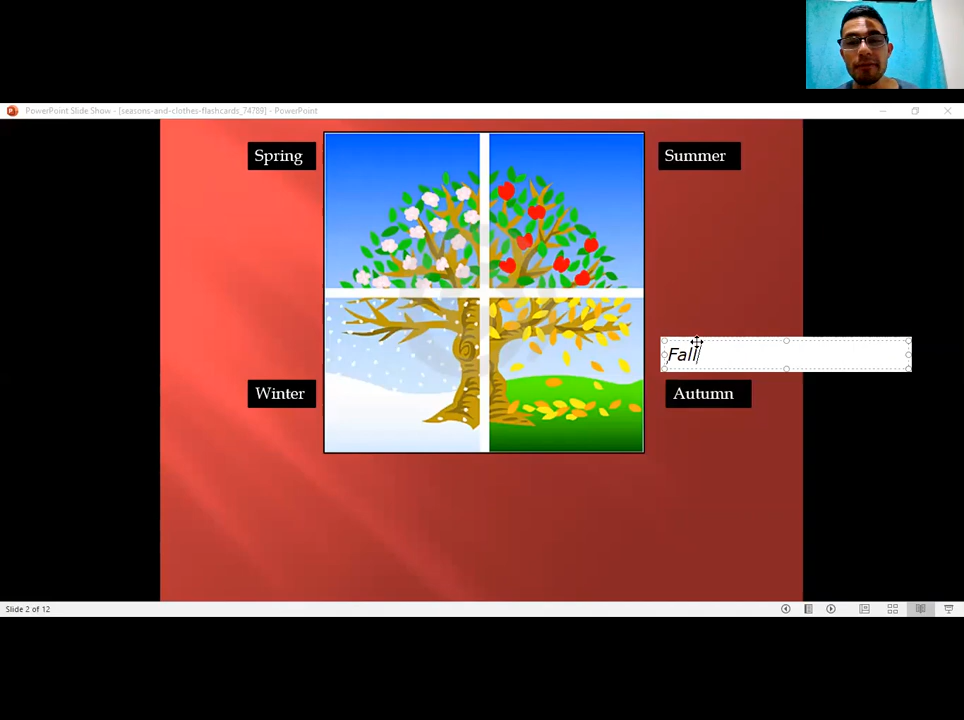 PowerPoint Slide Show - [seasons-and-clothes-flashcards_74789] - PowerPoint
Spring
Summer
Fall
Winter
Autumn
Slide 2 of 12